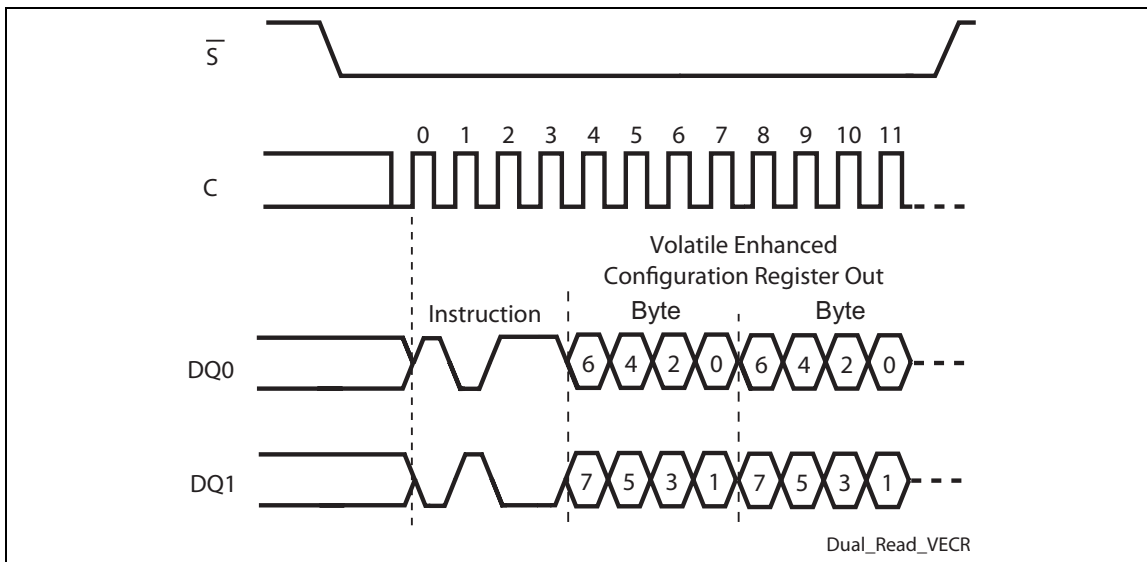 S
0 1 2 3 4 5 6 7 8 9 10 11
C
Volatile Enhanced
Configuration Register Out
Instruction Byte Byte
DQ0 6 4 2 0 6 4 2 0
DQ1 7 5 3 1 7 5 3 1
Dual_Read_VECR